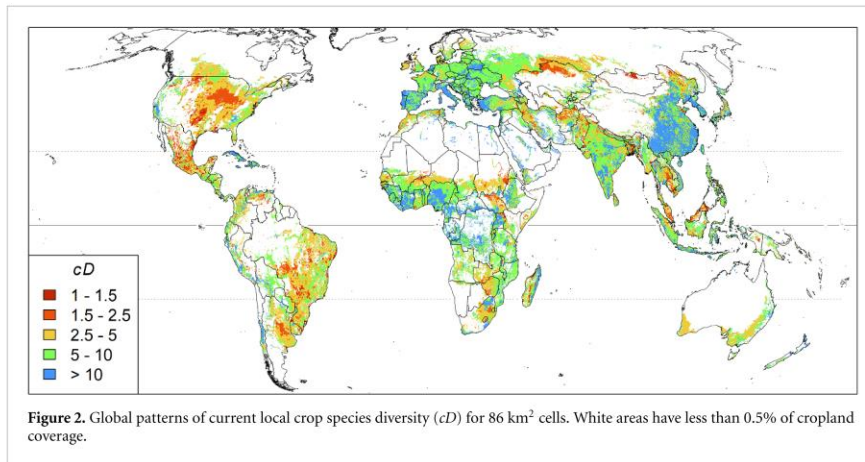 cD
1 - 1.5
1.5 - 2.5
2.5 - 5
5 - 10
> 10
Figure 2. Global patterns of current local crop species diversity (cD) for 86 km² cells. White areas have less than 0.5% of cropland
coverage.